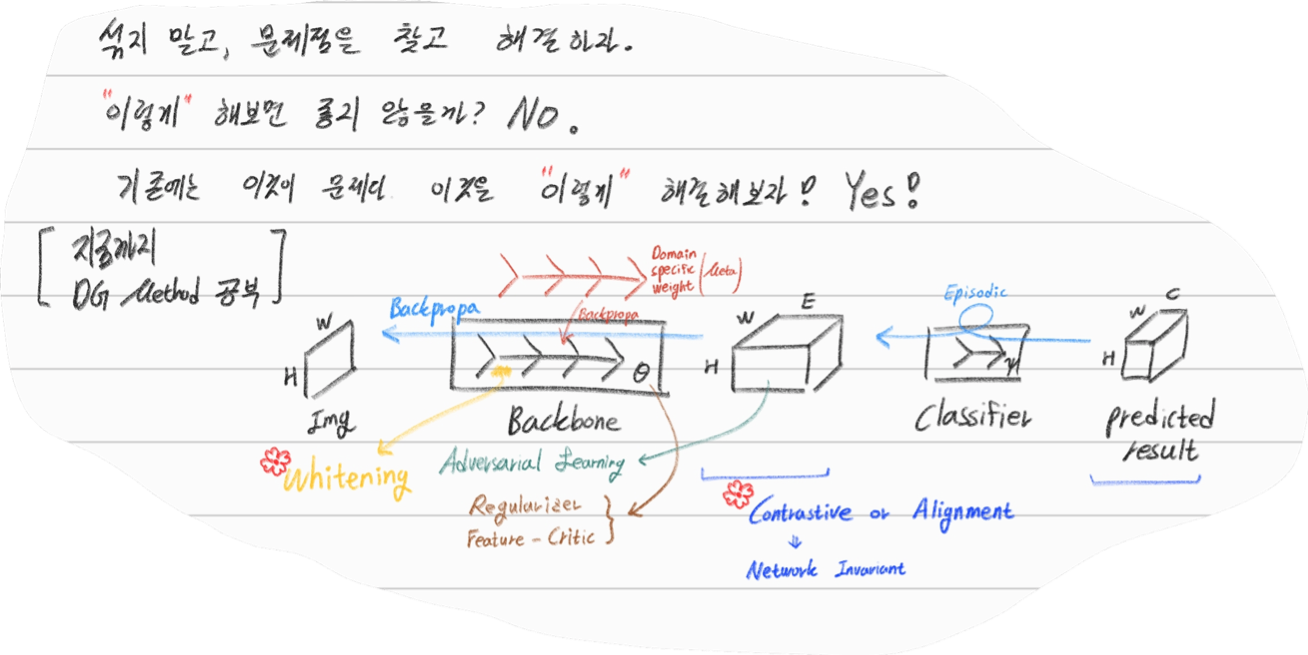 섞지 말고, 문제점을 찾고 해결하라.
"이렇게" 해보면 좋지 않을까? No.
기존에는 이것이 문제다. 이것을 "이렇게" 해결해보자! Yes!
[지금까지
DG Method 공부]
Domain
specific
weight (Meta)
Backpropa
Backpropa
Episodic
W
H
Img
θ
Backbone
W
E
H
ψ
Classifier
W
C
H
predicted
result
Whitening
Adversarial Learning
Regularizer
Feature - Critic
Contrastive or Alignment
Network Invariant